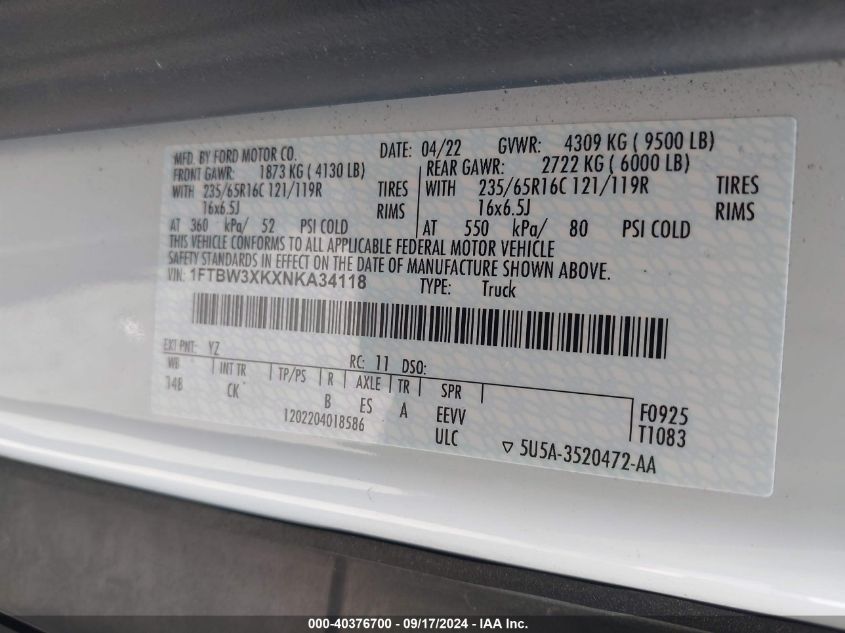 MFD. BY FORD MOTOR CO. DATE: 04/22 GVWR: 4309 KG ( 9500 LB)
FRONT GAWR: 1873 KG ( 4130 LB) REAR GAWR: 2722 KG ( 6000 LB)
WITH 235/65R16C 121/119R TIRES WITH 235/65R16C 121/119R TIRES
16x6.5J RIMS 16x6.5J RIMS
AT 360 kPa/ 52 PSI COLD AT 550 kPa/ 80 PSI COLD
THIS VEHICLE CONFORMS TO ALL APPLICABLE FEDERAL MOTOR VEHICLE
SAFETY STANDARDS IN EFFECT ON THE DATE OF MANUFACTURE SHOWN ABOVE.
VIN: 1FTBW3XKXNKA34118 TYPE: Truck
EXT PNT: YZ RC: 11 DSO:
WB INT TR TP/PS R AXLE TR SPR
148 CK B ES A EEVV F0925
1202204018586 ULC T1083
5U5A-3520472-AA
000-40376700 - 09/17/2024 - IAA Inc.